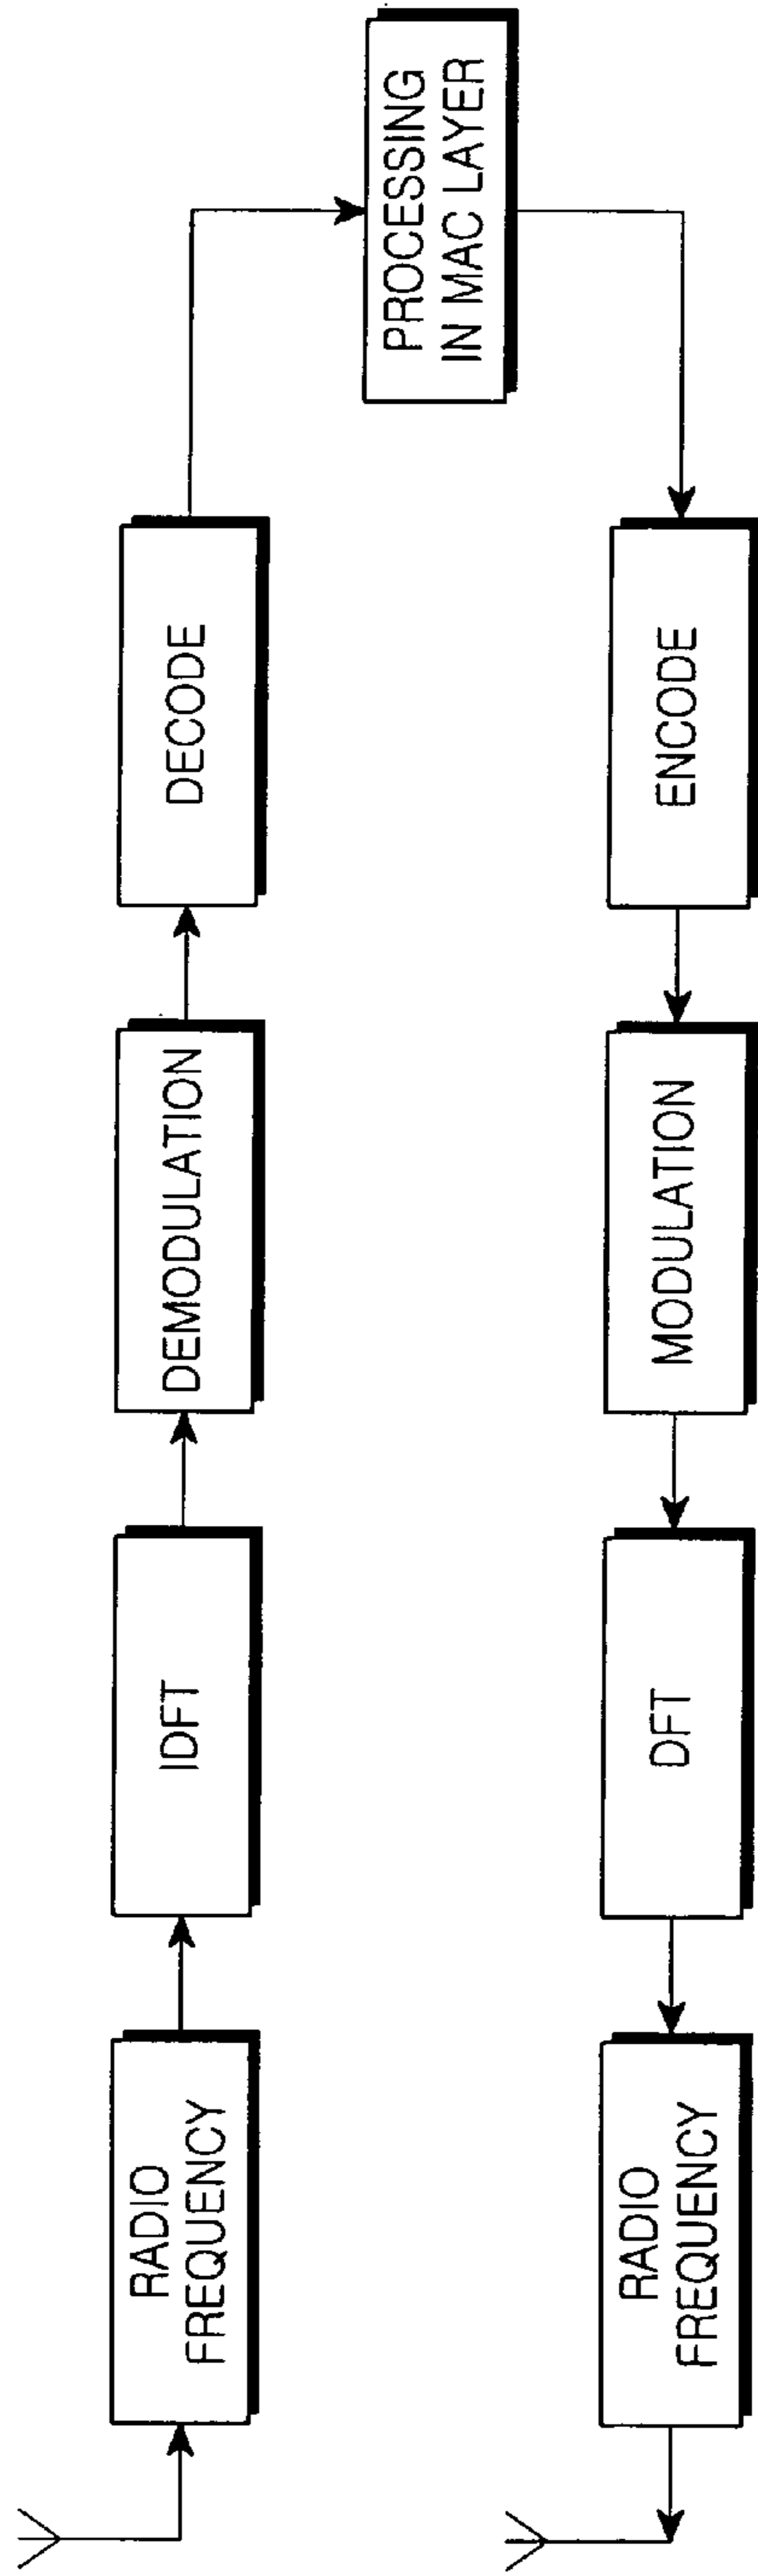 RADIO
FREQUENCY
IDFT
DEMODULATION
DECODE
PROCESSING
IN MAC LAYER
ENCODE
MODULATION
DFT
RADIO
FREQUENCY